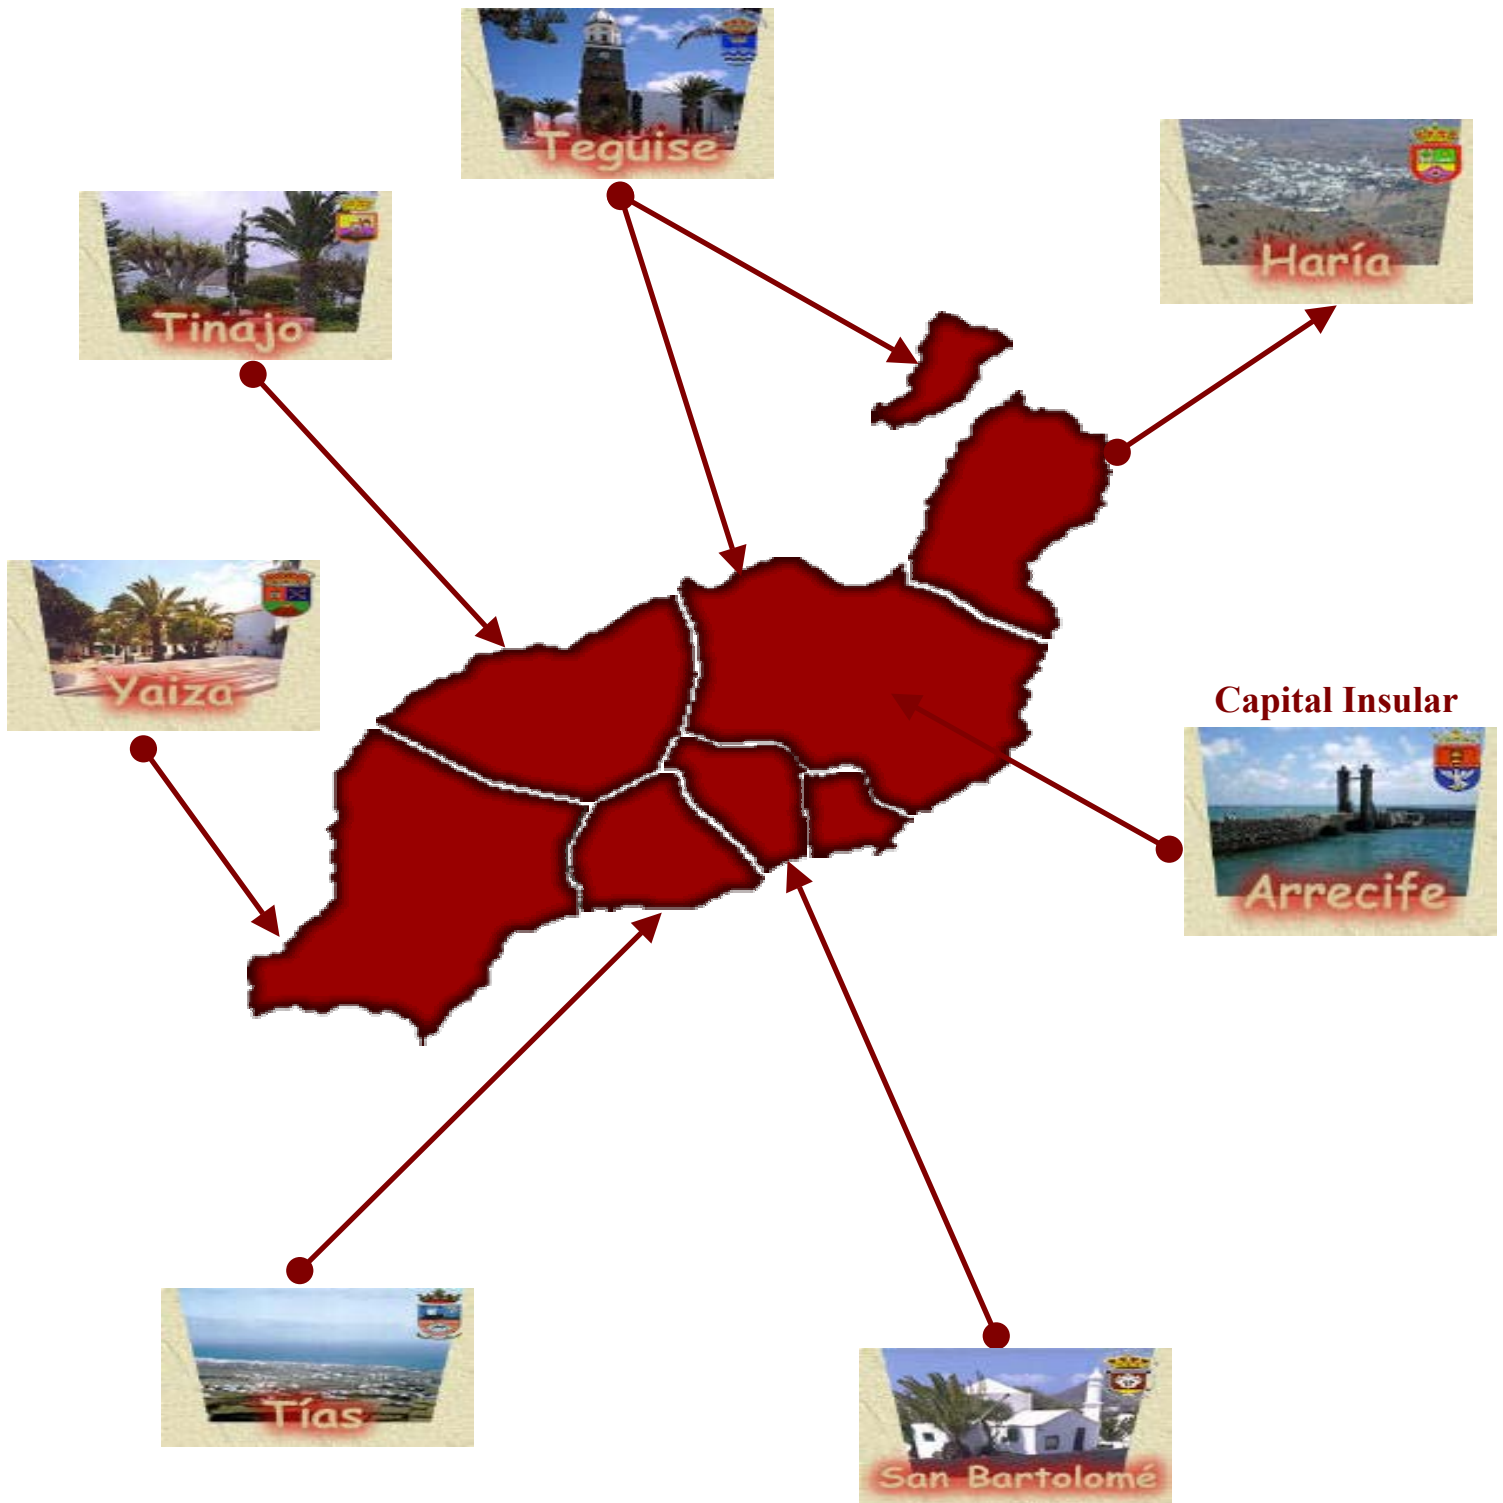 Teguise
Haría
Tinajo
Yaiza
Capital Insular
Arrecife
Tías
San Bartolomé